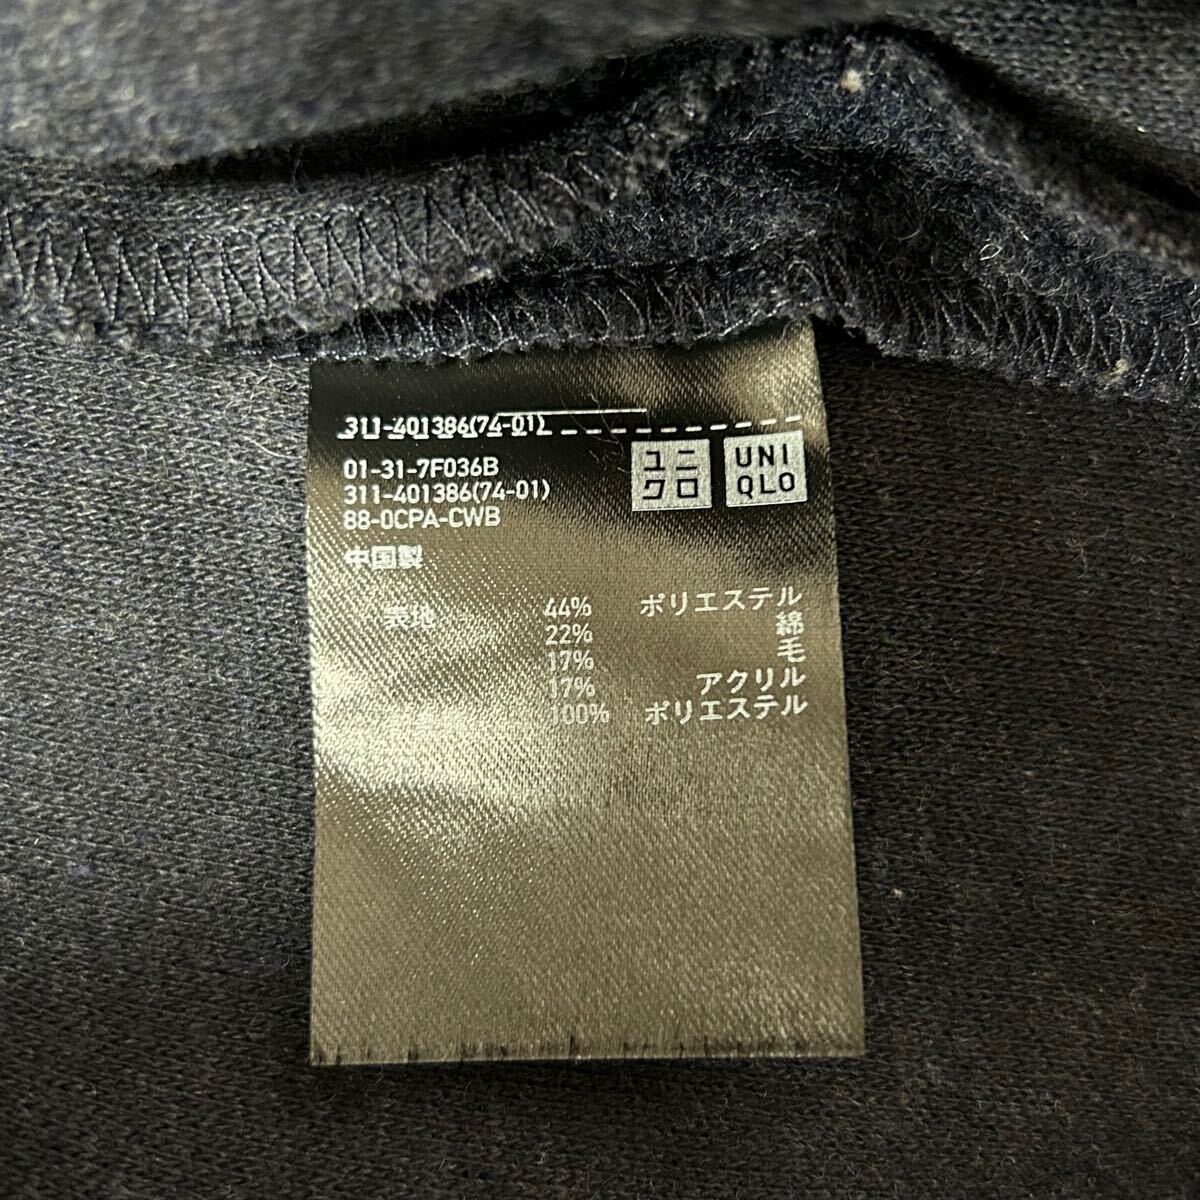 311-401386(74-01)
01-31-7F036B
311-401386(74-01)
88-0CPA-CWB
ユニ
クロ
UNI
QLO
中国製
表地 44% ポリエステル
22% 綿
17% 毛
17% アクリル
100% ポリエステル